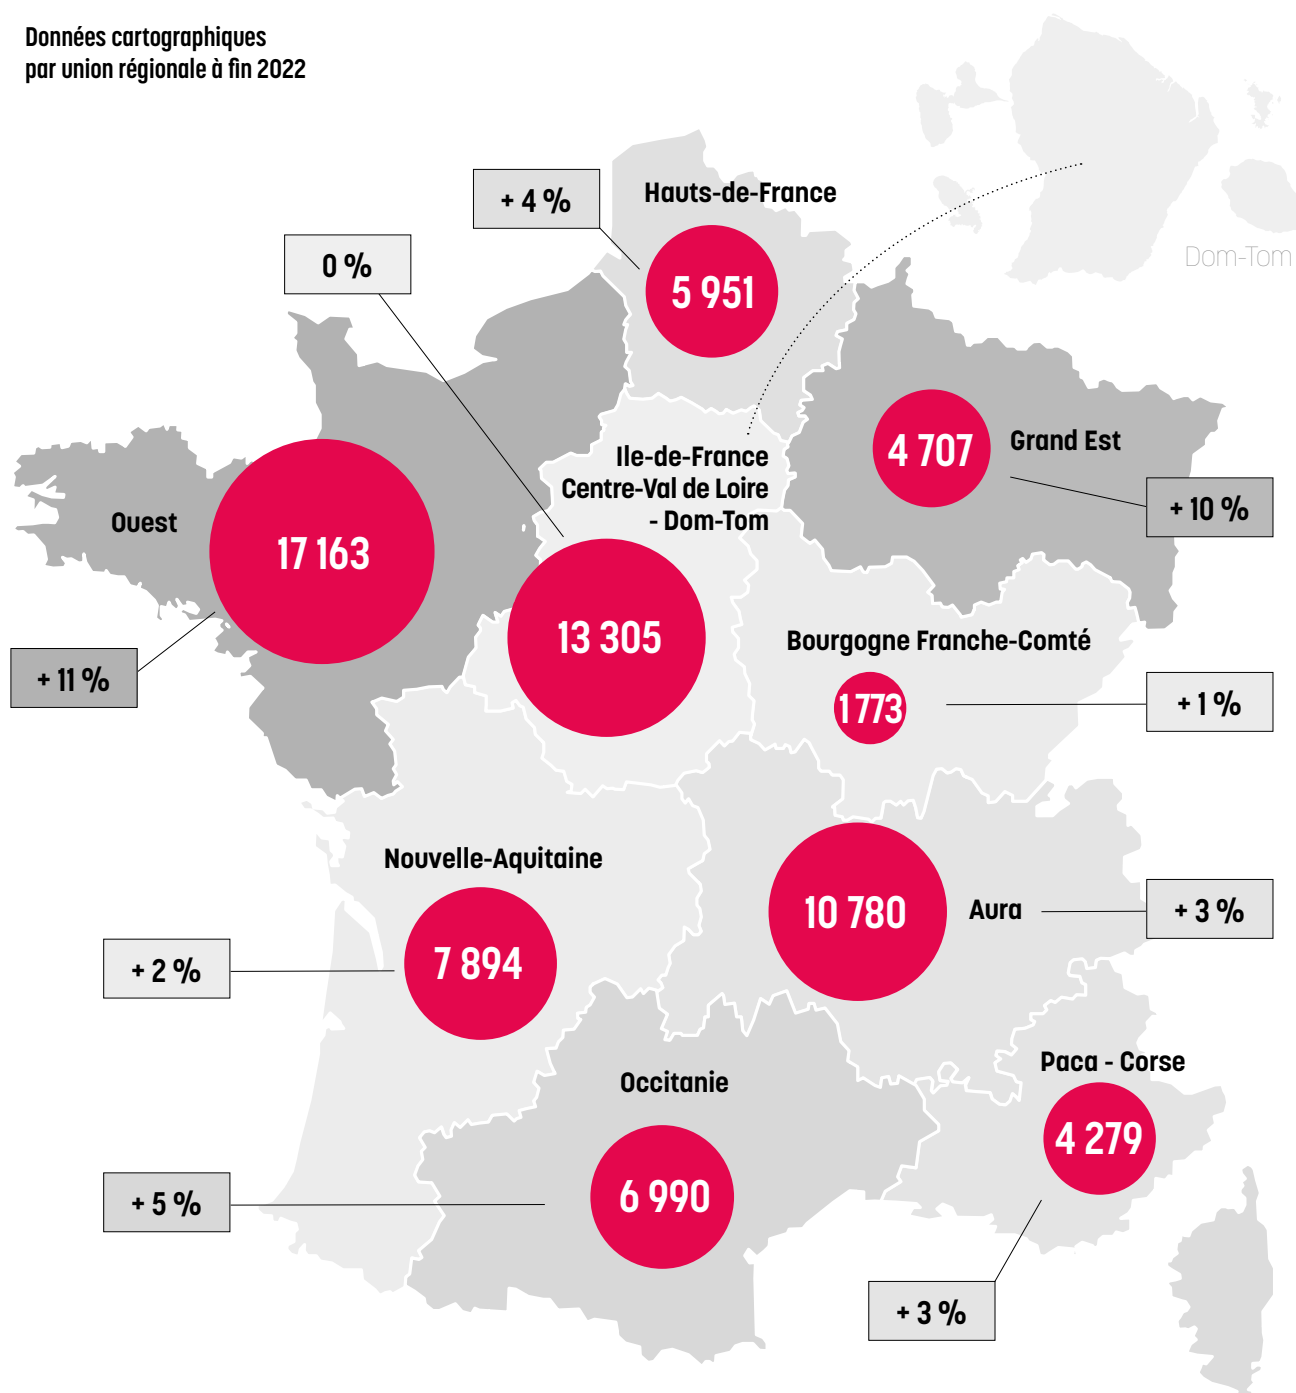 Données cartographiques
par union régionale à fin 2022
Dom-Tom
+ 4 %
Hauts-de-France
5 951
0 %
Ile-de-France
Centre-Val de Loire
- Dom-Tom
13 305
4 707
Grand Est
+ 10 %
Ouest
17 163
+ 11 %
Bourgogne Franche-Comté
1 773
+ 1 %
Nouvelle-Aquitaine
7 894
+ 2 %
10 780
Aura
+ 3 %
Occitanie
6 990
+ 5 %
Paca - Corse
4 279
+ 3 %